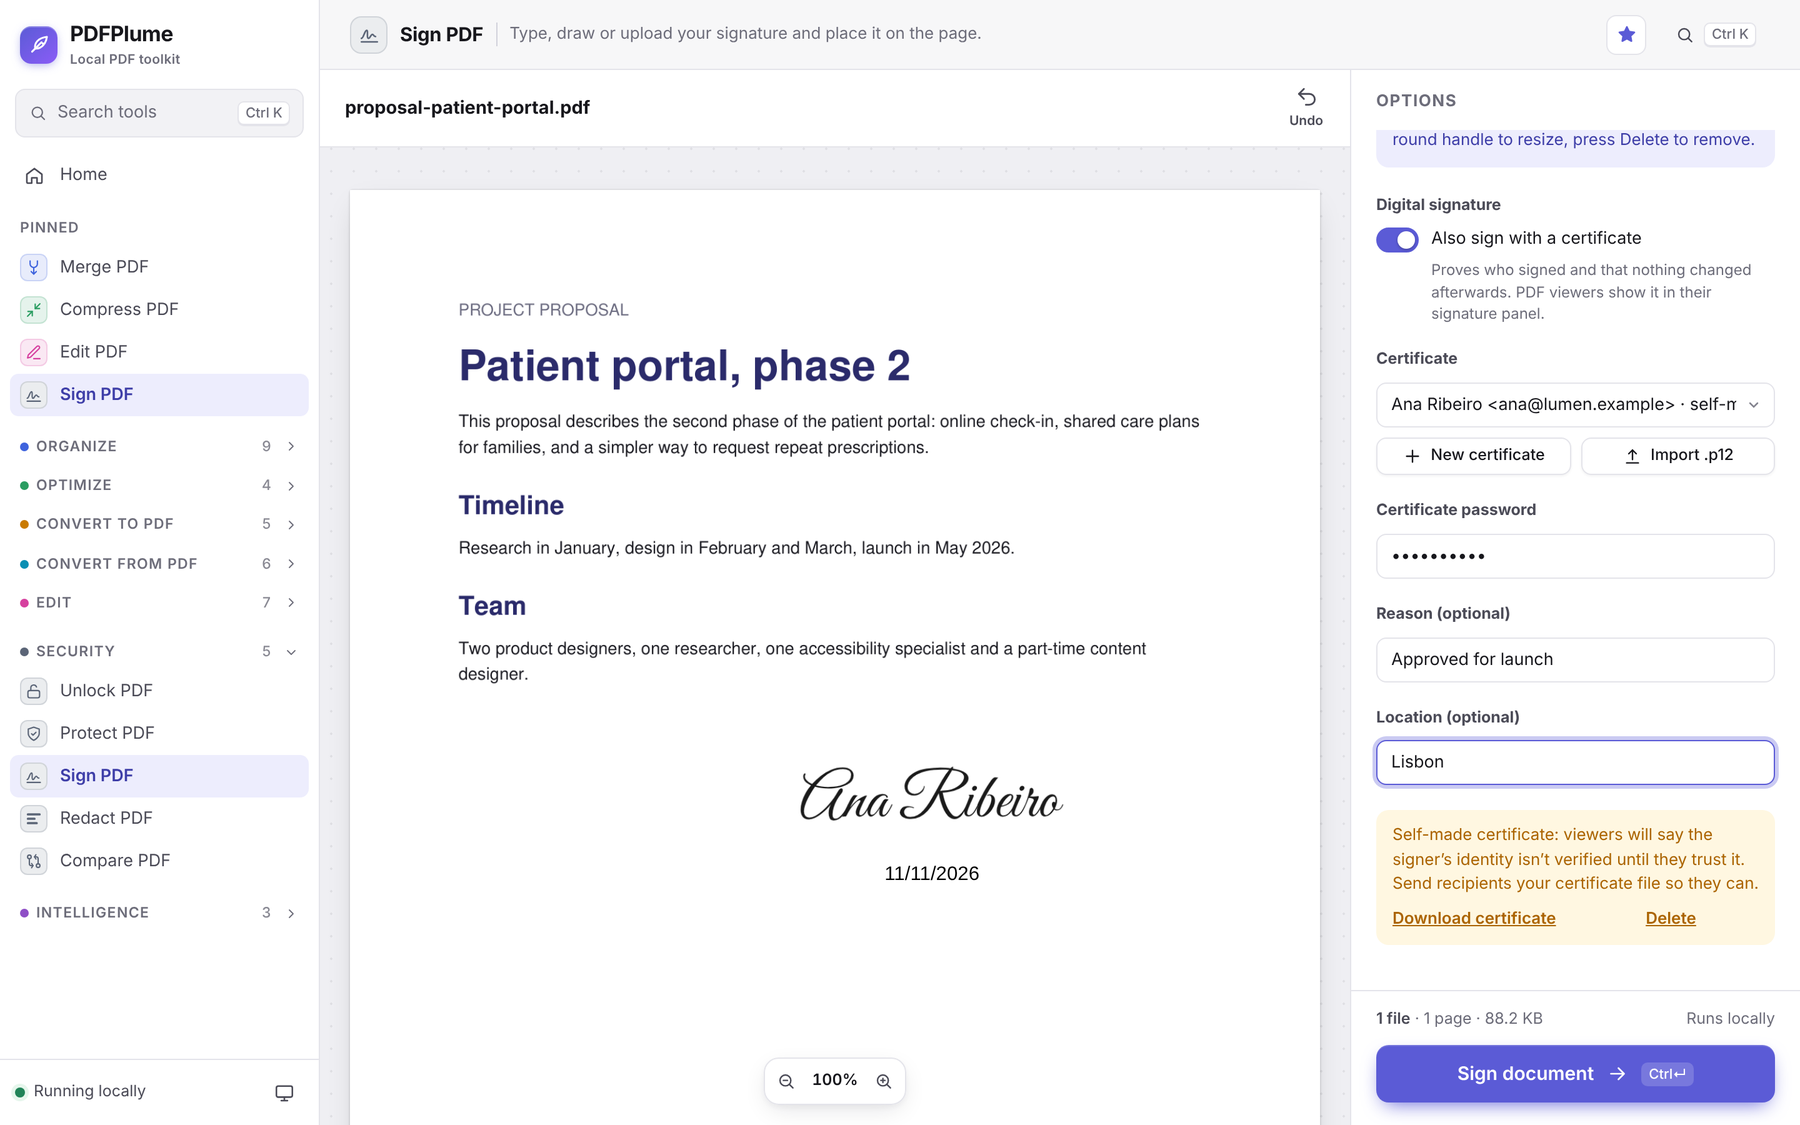 PDFPlume
Local PDF toolkit
Search tools
Ctrl K
Home
PINNED
Merge PDF
Compress PDF
Edit PDF
Sign PDF
ORGANIZE 9
OPTIMIZE 4
CONVERT TO PDF 5
CONVERT FROM PDF 6
EDIT 7
SECURITY 5
Unlock PDF
Protect PDF
Sign PDF
Redact PDF
Compare PDF
INTELLIGENCE 3
Running locally
Sign PDF
Type, draw or upload your signature and place it on the page.
Ctrl K
proposal-patient-portal.pdf
Undo
PROJECT PROPOSAL
Patient portal, phase 2
This proposal describes the second phase of the patient portal: online check-in, shared care plans
for families, and a simpler way to request repeat prescriptions.
Timeline
Research in January, design in February and March, launch in May 2026.
Team
Two product designers, one researcher, one accessibility specialist and a part-time content
designer.
Ana Ribeiro
11/11/2026
100%
OPTIONS
round handle to resize, press Delete to remove.
Digital signature
Also sign with a certificate
Proves who signed and that nothing changed
afterwards. PDF viewers show it in their
signature panel.
Certificate
Ana Ribeiro <ana@lumen.example> · self-m
New certificate
Import .p12
Certificate password
••••••••••
Reason (optional)
Approved for launch
Location (optional)
Lisbon
Self-made certificate: viewers will say the
signer’s identity isn’t verified until they trust it.
Send recipients your certificate file so they can.
Download certificate
Delete
1 file · 1 page · 88.2 KB
Runs locally
Sign document → Ctrl↵